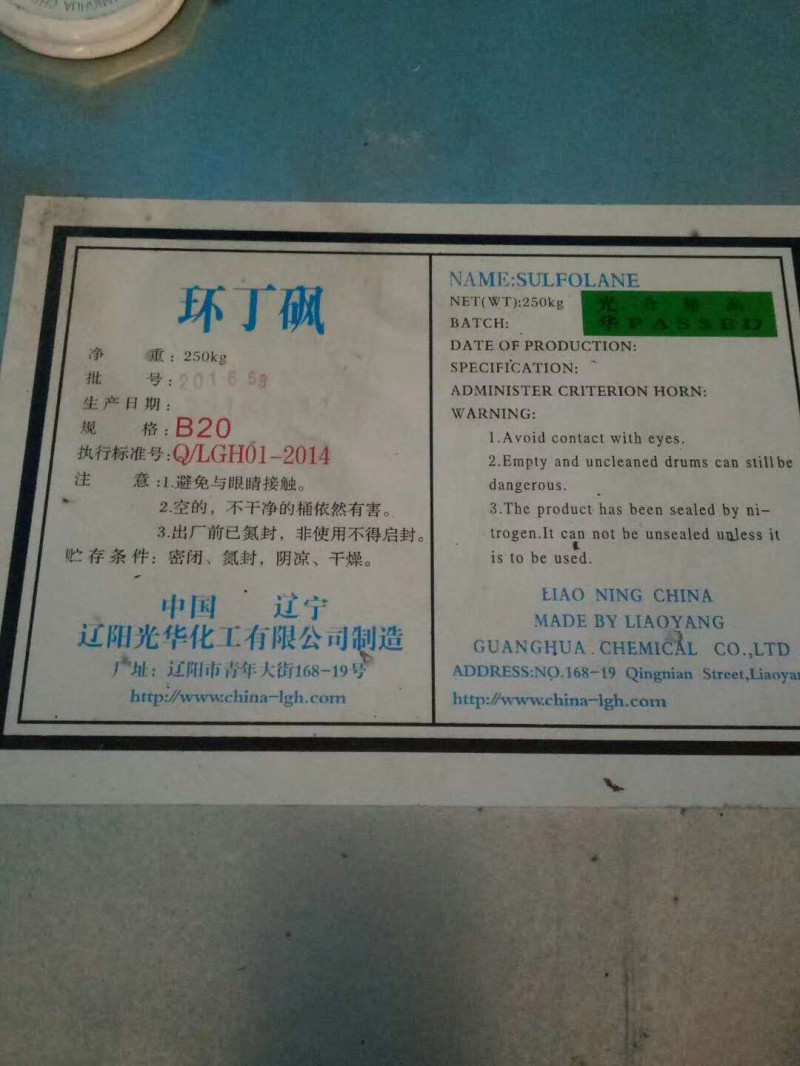 环丁砜
净 重：250kg
批 号：
生产日期：
规 格：B20
执行标准号:Q/LGH01-2014
注 意：1.避免与眼睛接触。
2.空的，不干净的桶依然有害。
3.出厂前已氮封，非使用不得启封。
贮存条件：密闭、氮封，阴凉、干燥。
中国 辽宁
辽阳光华化工有限公司制造
厂址：辽阳市青年大街168-19号
http://www.china-lgh.com
NAME:SULFOLANE
NET(WT):250kg
光华
PASSED
BATCH:
DATE OF PRODUCTION:
SPECIFICATION:
ADMINISTER CRITERION HORN:
WARNING:
1.Avoid contact with eyes.
2.Empty and uncleaned drums can still be
dangerous.
3.The product has been sealed by ni-
trogen.It can not be unsealed unless it
is to be used.
LIAO NING CHINA
MADE BY LIAOYANG
GUANGHUA.CHEMICAL CO.,LTD
ADDRESS:NO.168-19 Qingnian Street,Liaoya
http://www.china-lgh.com